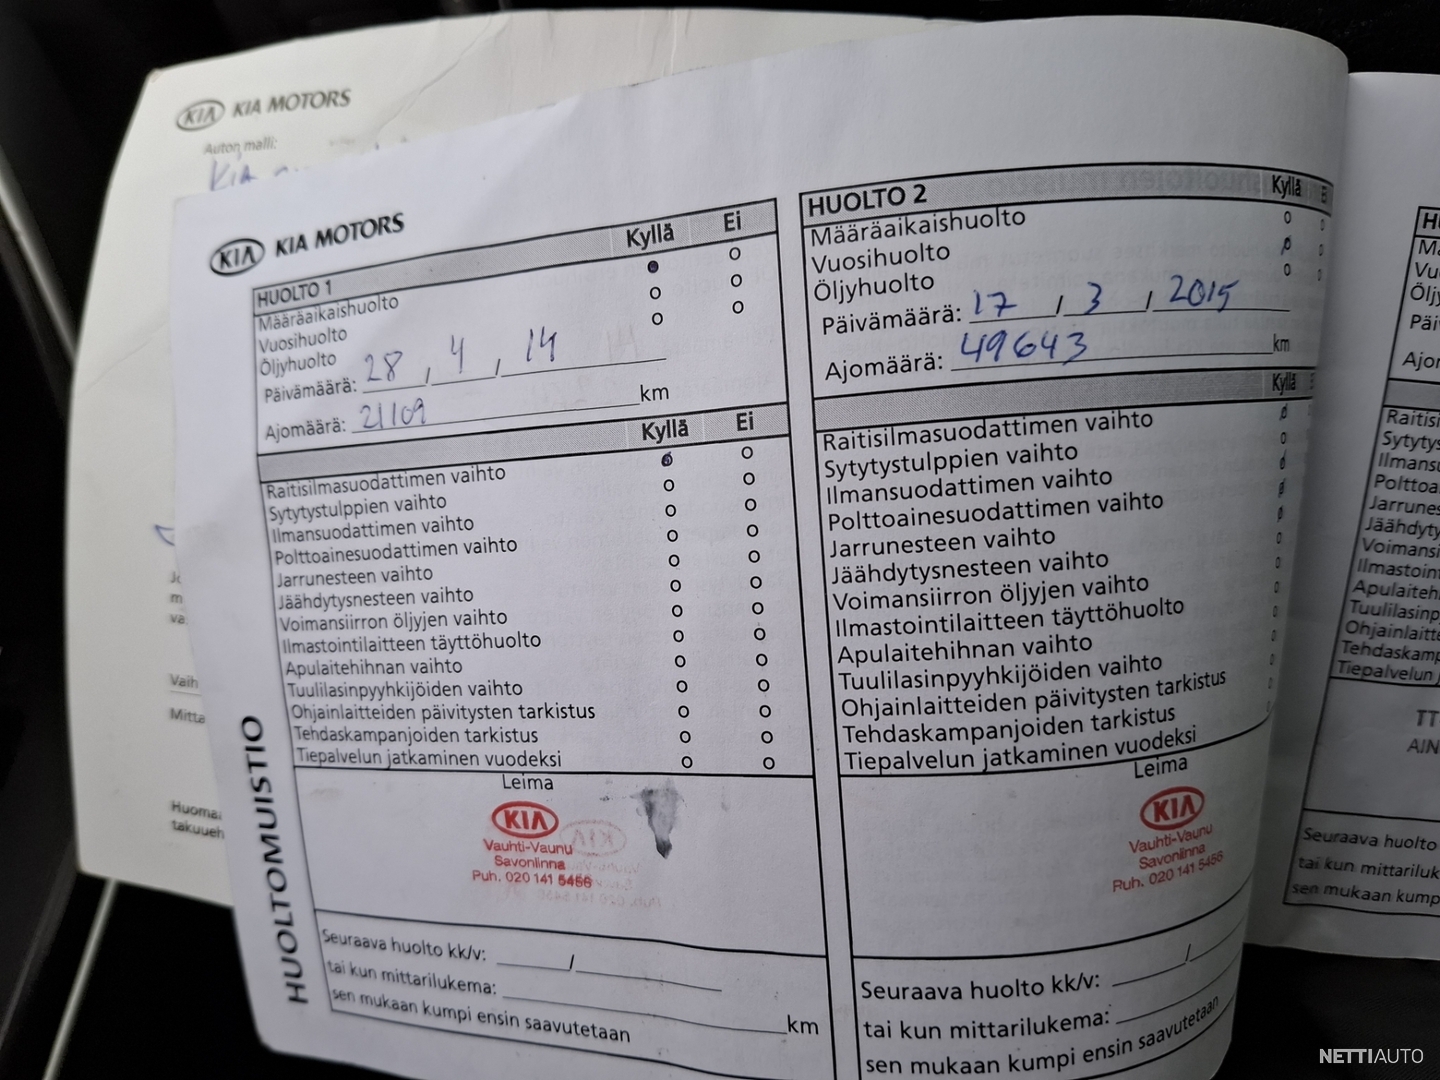 KIA KIA MOTORS
Auton malli:
KIA
KIA KIA MOTORS
HUOLTO 1 Kyllä Ei
Määräaikaishuolto
Vuosihuolto
Öljyhuolto
Päivämäärä: 28 / 4 / 14
Ajomäärä: 21109 km
Kyllä Ei
Raitisilmasuodattimen vaihto
Sytytystulppien vaihto
Ilmansuodattimen vaihto
Polttoainesuodattimen vaihto
Jarrunesteen vaihto
Jäähdytysnesteen vaihto
Voimansiirron öljyjen vaihto
Ilmastointilaitteen täyttöhuolto
Apulaitehihnan vaihto
Tuulilasinpyyhkijöiden vaihto
Ohjainlaitteiden päivitysten tarkistus
Tehdaskampanjoiden tarkistus
Tiepalvelun jatkaminen vuodeksi
Leima
KIA
Vauhti-Vaunu
Savonlinna
Puh. 020 141 5456
Seuraava huolto kk/v: /
tai kun mittarilukema: km
sen mukaan kumpi ensin saavutetaan
HUOLTOMUISTIO
HUOLTO 2 Kyllä Ei
Määräaikaishuolto
Vuosihuolto
Öljyhuolto
Päivämäärä: 17 / 3 / 2015
Ajomäärä: 49643 km
Kyllä
Raitisilmasuodattimen vaihto
Sytytystulppien vaihto
Ilmansuodattimen vaihto
Polttoainesuodattimen vaihto
Jarrunesteen vaihto
Jäähdytysnesteen vaihto
Voimansiirron öljyjen vaihto
Ilmastointilaitteen täyttöhuolto
Apulaitehihnan vaihto
Tuulilasinpyyhkijöiden vaihto
Ohjainlaitteiden päivitysten tarkistus
Tehdaskampanjoiden tarkistus
Tiepalvelun jatkaminen vuodeksi
Leima
KIA
Vauhti-Vaunu
Savonlinna
Puh. 020 141 5456
Seuraava huolto kk/v: /
tai kun mittarilukema:
sen mukaan kumpi ensin saavutetaan
Seuraava huolto
tai kun mittariluk
sen mukaan kump
NETTIAUTO